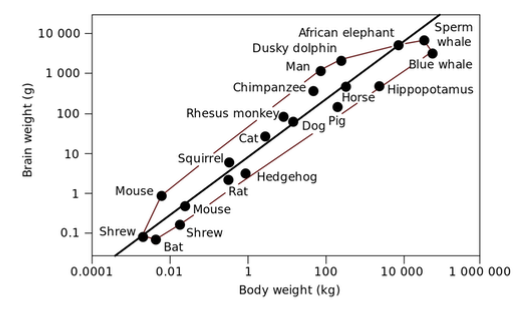 10 000
1 000
100
10
1
0.1
Brain weight (g)
African elephant
Sperm
whale
Dusky dolphin
Man
Blue whale
Chimpanzee
Hippopotamus
Horse
Rhesus monkey
Pig
Dog
Cat
Squirrel
Hedgehog
Rat
Mouse
Mouse
Shrew
Shrew
Bat
0.0001
0.01
1
100
10 000
1 000 000
Body weight (kg)